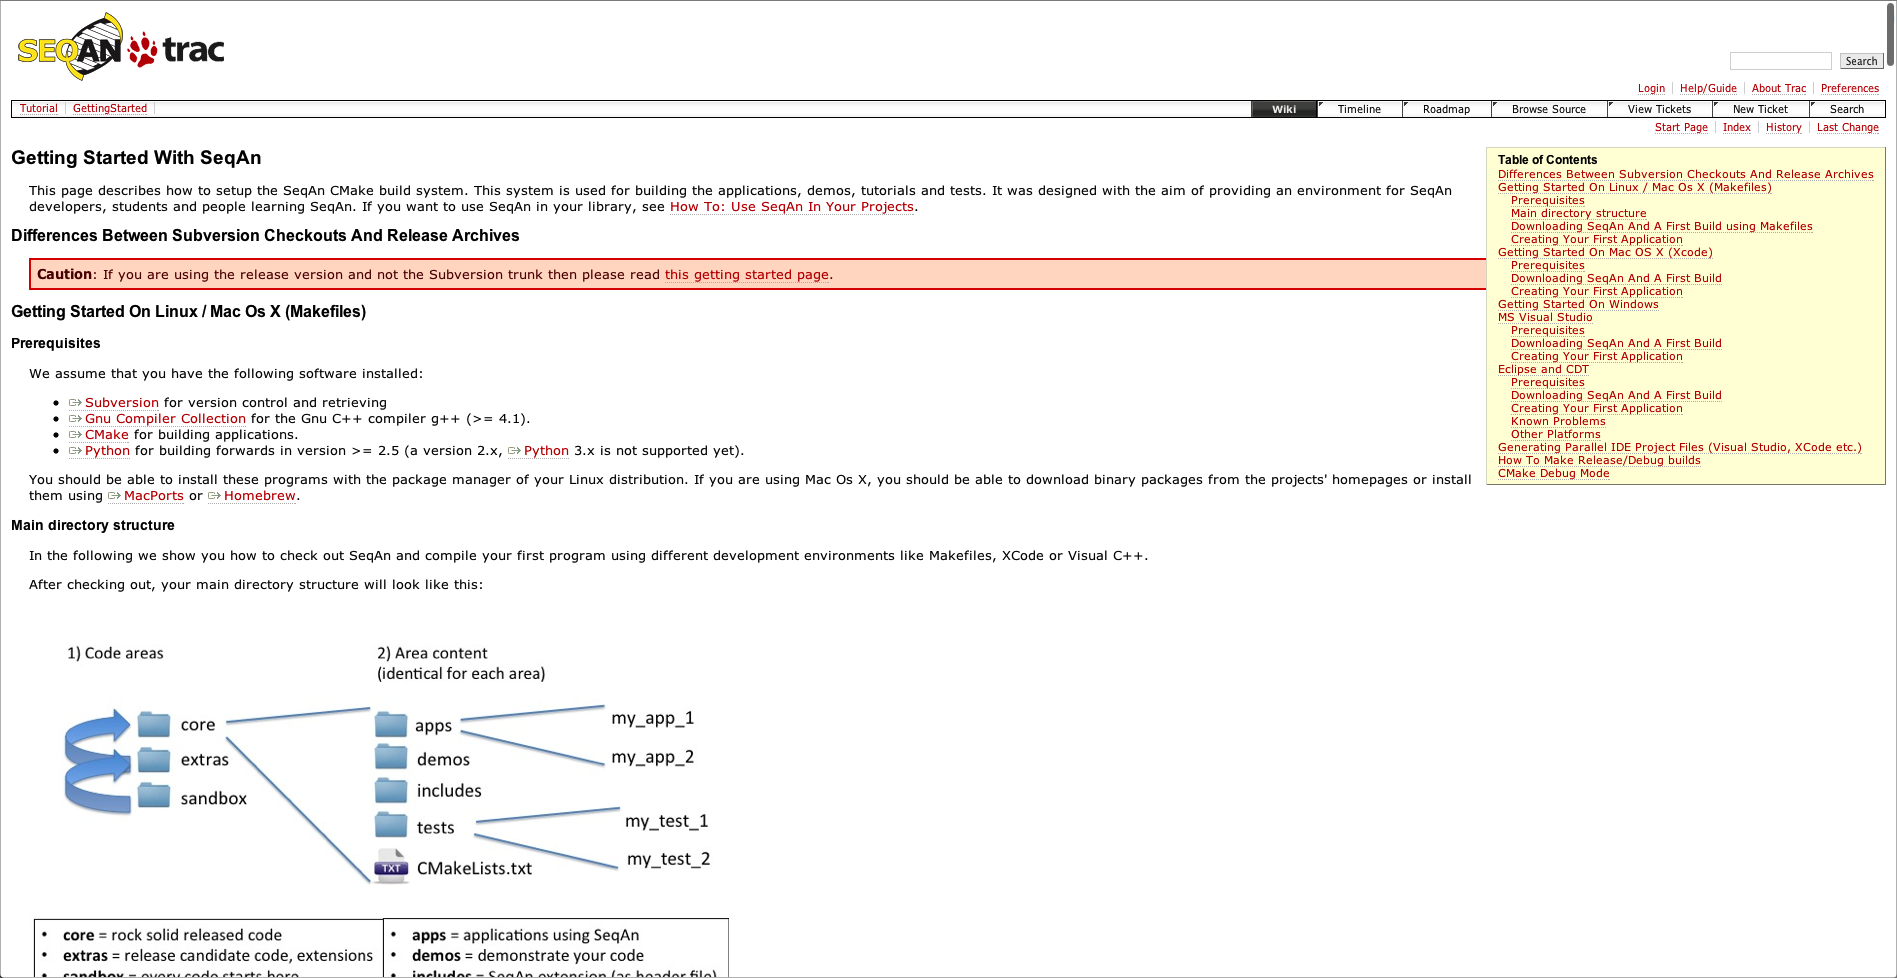 SEQAN trac
Search
Login Help/Guide About Trac Preferences
Tutorial GettingStarted Wiki Timeline Roadmap Browse Source View Tickets New Ticket Search
Start Page Index History Last Change
Getting Started With SeqAn
This page describes how to setup the SeqAn CMake build system. This system is used for building the applications, demos, tutorials and tests. It was designed with the aim of providing an environment for SeqAn
developers, students and people learning SeqAn. If you want to use SeqAn in your library, see How To: Use SeqAn In Your Projects.
Differences Between Subversion Checkouts And Release Archives
Caution: If you are using the release version and not the Subversion trunk then please read this getting started page.
Getting Started On Linux / Mac Os X (Makefiles)
Prerequisites
We assume that you have the following software installed:
• Subversion for version control and retrieving
• Gnu Compiler Collection for the Gnu C++ compiler g++ (>= 4.1).
• CMake for building applications.
• Python for building forwards in version >= 2.5 (a version 2.x, Python 3.x is not supported yet).
You should be able to install these programs with the package manager of your Linux distribution. If you are using Mac Os X, you should be able to download binary packages from the projects' homepages or install
them using MacPorts or Homebrew.
Table of Contents
Differences Between Subversion Checkouts And Release Archives
Getting Started On Linux / Mac Os X (Makefiles)
Prerequisites
Main directory structure
Downloading SeqAn And A First Build using Makefiles
Creating Your First Application
Getting Started On Mac OS X (Xcode)
Prerequisites
Downloading SeqAn And A First Build
Creating Your First Application
Getting Started On Windows
MS Visual Studio
Prerequisites
Downloading SeqAn And A First Build
Creating Your First Application
Eclipse and CDT
Prerequisites
Downloading SeqAn And A First Build
Creating Your First Application
Known Problems
Other Platforms
Generating Parallel IDE Project Files (Visual Studio, XCode etc.)
How To Make Release/Debug builds
CMake Debug Mode
Main directory structure
In the following we show you how to check out SeqAn and compile your first program using different development environments like Makefiles, XCode or Visual C++.
After checking out, your main directory structure will look like this:
1) Code areas
core
extras
sandbox
2) Area content
(identical for each area)
apps
demos
includes
tests
TXT CMakeLists.txt
my_app_1
my_app_2
my_test_1
my_test_2
• core = rock solid released code
• extras = release candidate code, extensions
• sandbox = every code starts here
• apps = applications using SeqAn
• demos = demonstrate your code
• includes = SeqAn extension (as header file)